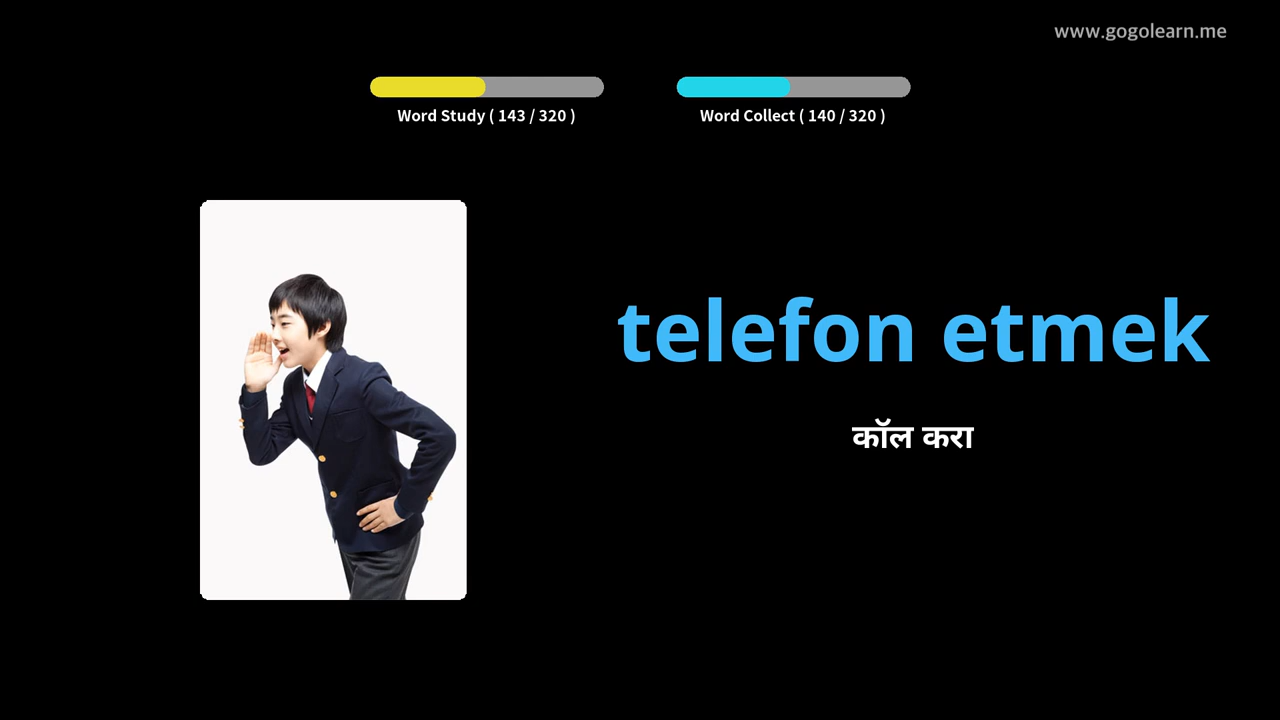 www.gogolearn.me
Word Study ( 143 / 320 )
Word Collect ( 140 / 320 )
telefon etmek
कॉल करा